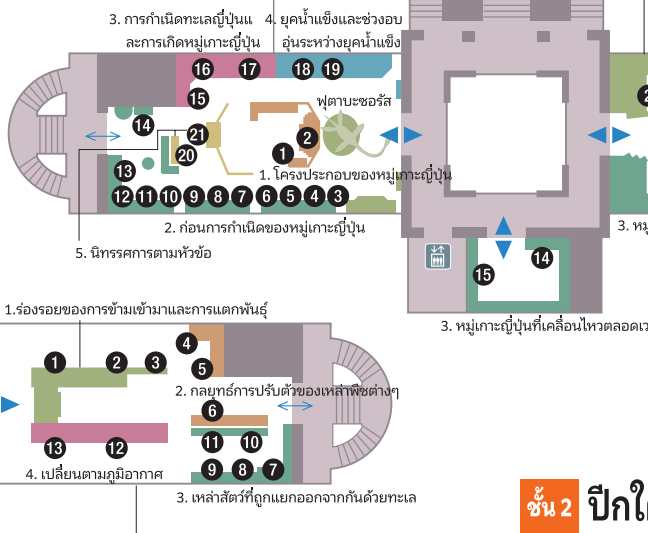 3. การกำเนิดทะเลญี่ปุ่นแ
ละการเกิดหมู่เกาะญี่ปุ่น
4. ยุคน้ำแข็งและช่วงอบ
อุ่นระหว่างยุคน้ำแข็ง
16
17
18
19
15
ฟุตาบะซอรัส
14
21
20
2
1
1. โครงประกอบของหมู่เกาะญี่ปุ่น
13
12
11
10
9
8
7
6
5
4
3
2. ก่อนการกำเนิดของหมู่เกาะญี่ปุ่น
5. นิทรรศการตามหัวข้อ
2
3.
15
14
3. หมู่เกาะญี่ปุ่นที่เคลื่อนไหวตลอดเว
1.ร่องรอยของการข้ามเข้ามาและการแตกพันธุ์
1
2
3
4
5
2. กลยุทธ์การปรับตัวของเหล่าพืชต่างๆ
6
11
10
13
12
9
8
7
4. เปลี่ยนตามภูมิอากาศ
3. เหล่าสัตว์ที่ถูกแยกออกจากกันด้วยทะเล
ชั้น 2